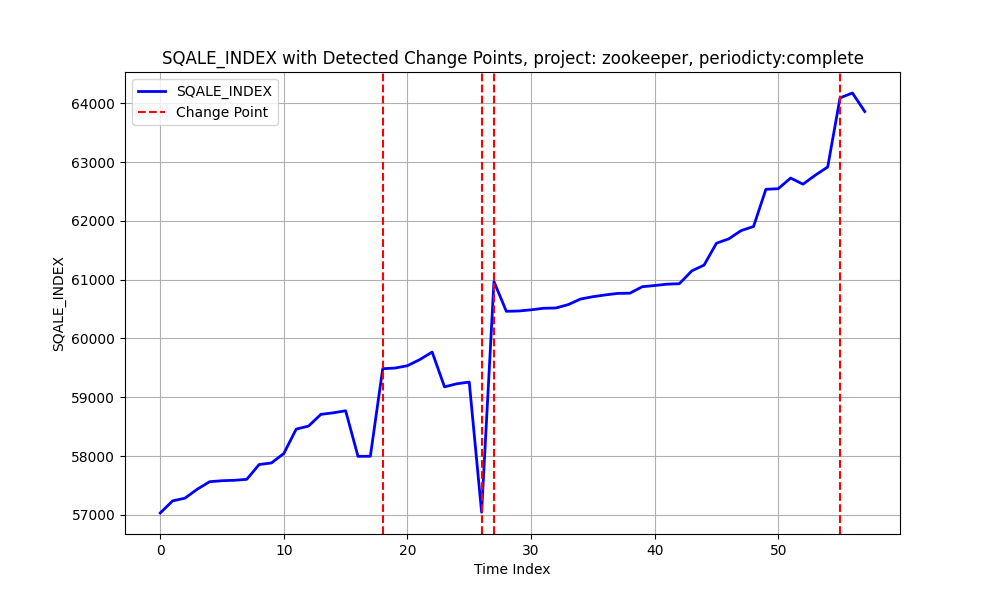 SQALE_INDEX with Detected Change Points, project: zookeeper, periodicty:complete
SQALE_INDEX
Change Point
64000
63000
62000
61000
60000
59000
58000
57000
SQALE_INDEX
0 10 20 30 40 50
Time Index